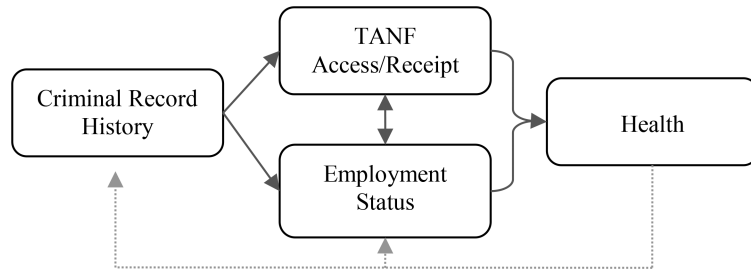 TANF
Access/Receipt
Criminal Record
History
Health
Employment
Status